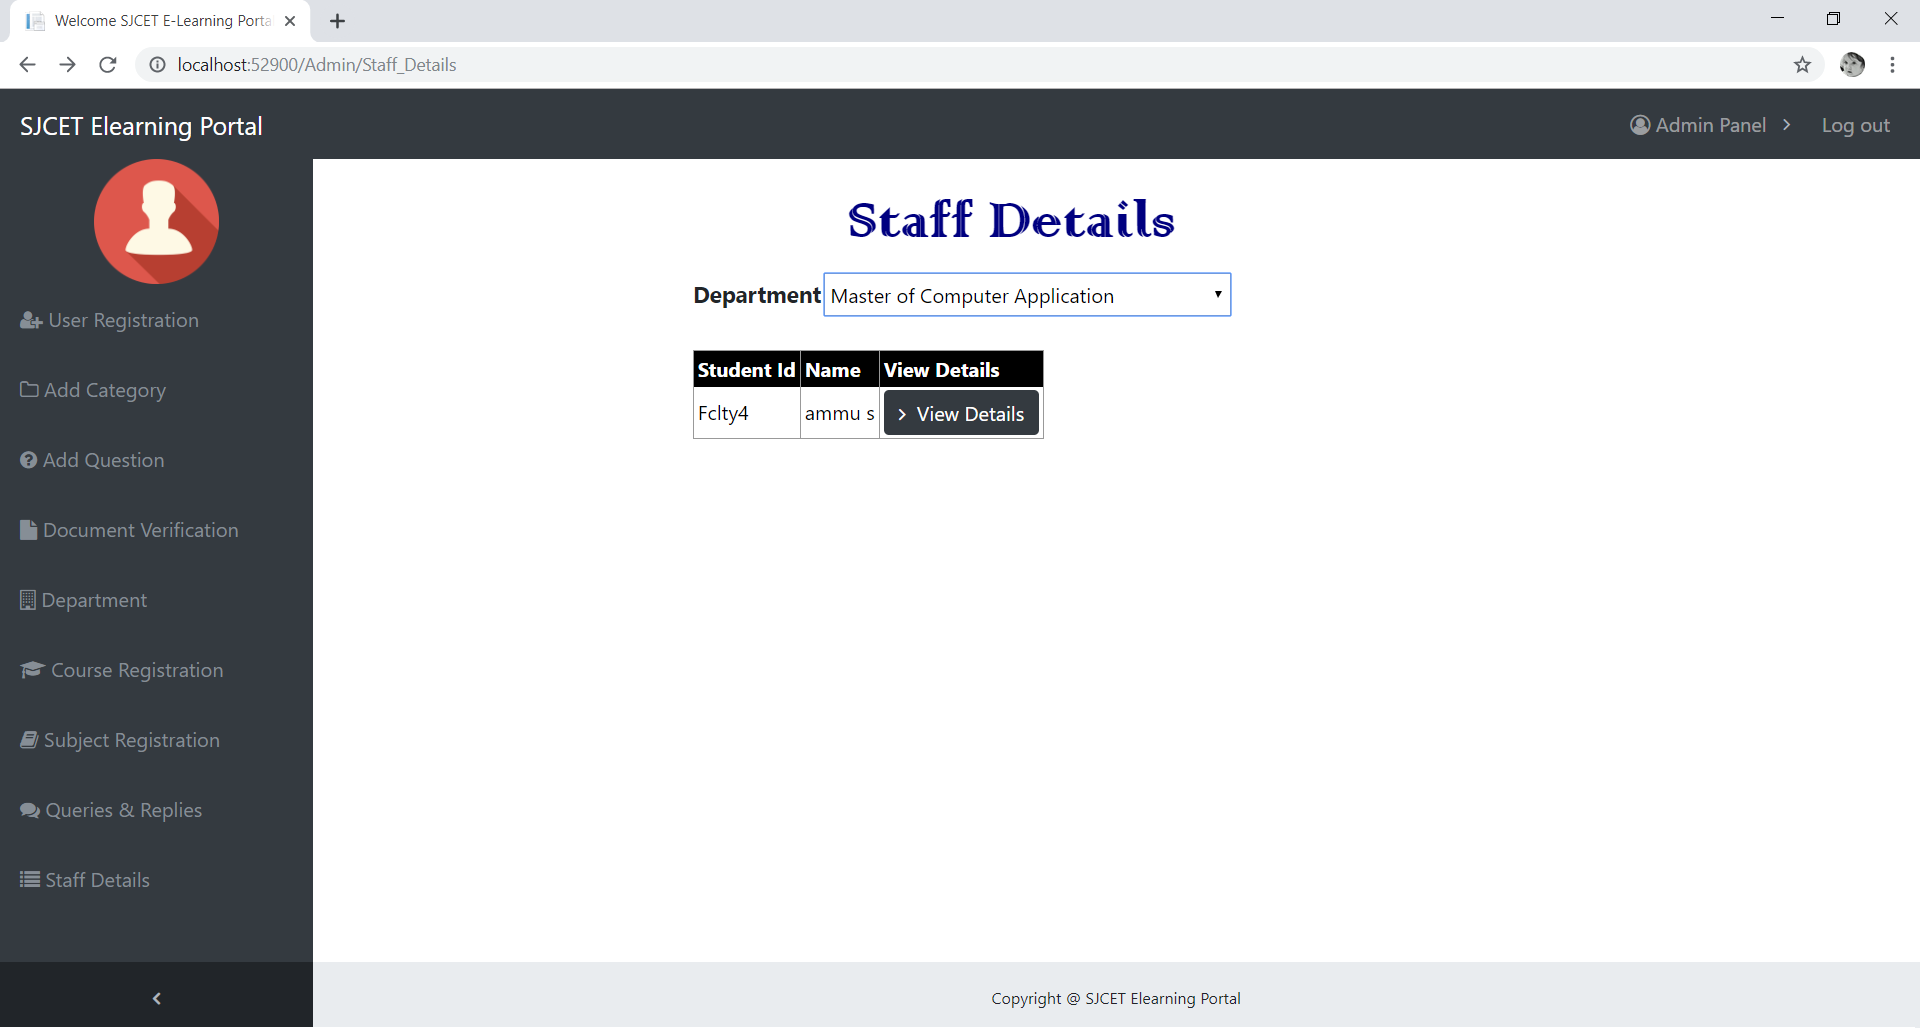 Welcome SJCET E-Learning Porta
localhost:52900/Admin/Staff_Details
SJCET Elearning Portal
Admin Panel
Log out
User Registration
Add Category
Add Question
Document Verification
Department
Course Registration
Subject Registration
Queries & Replies
Staff Details
Staff Details
Department Master of Computer Application
Student Id Name View Details
Fclty4 ammu s View Details
Copyright @ SJCET Elearning Portal